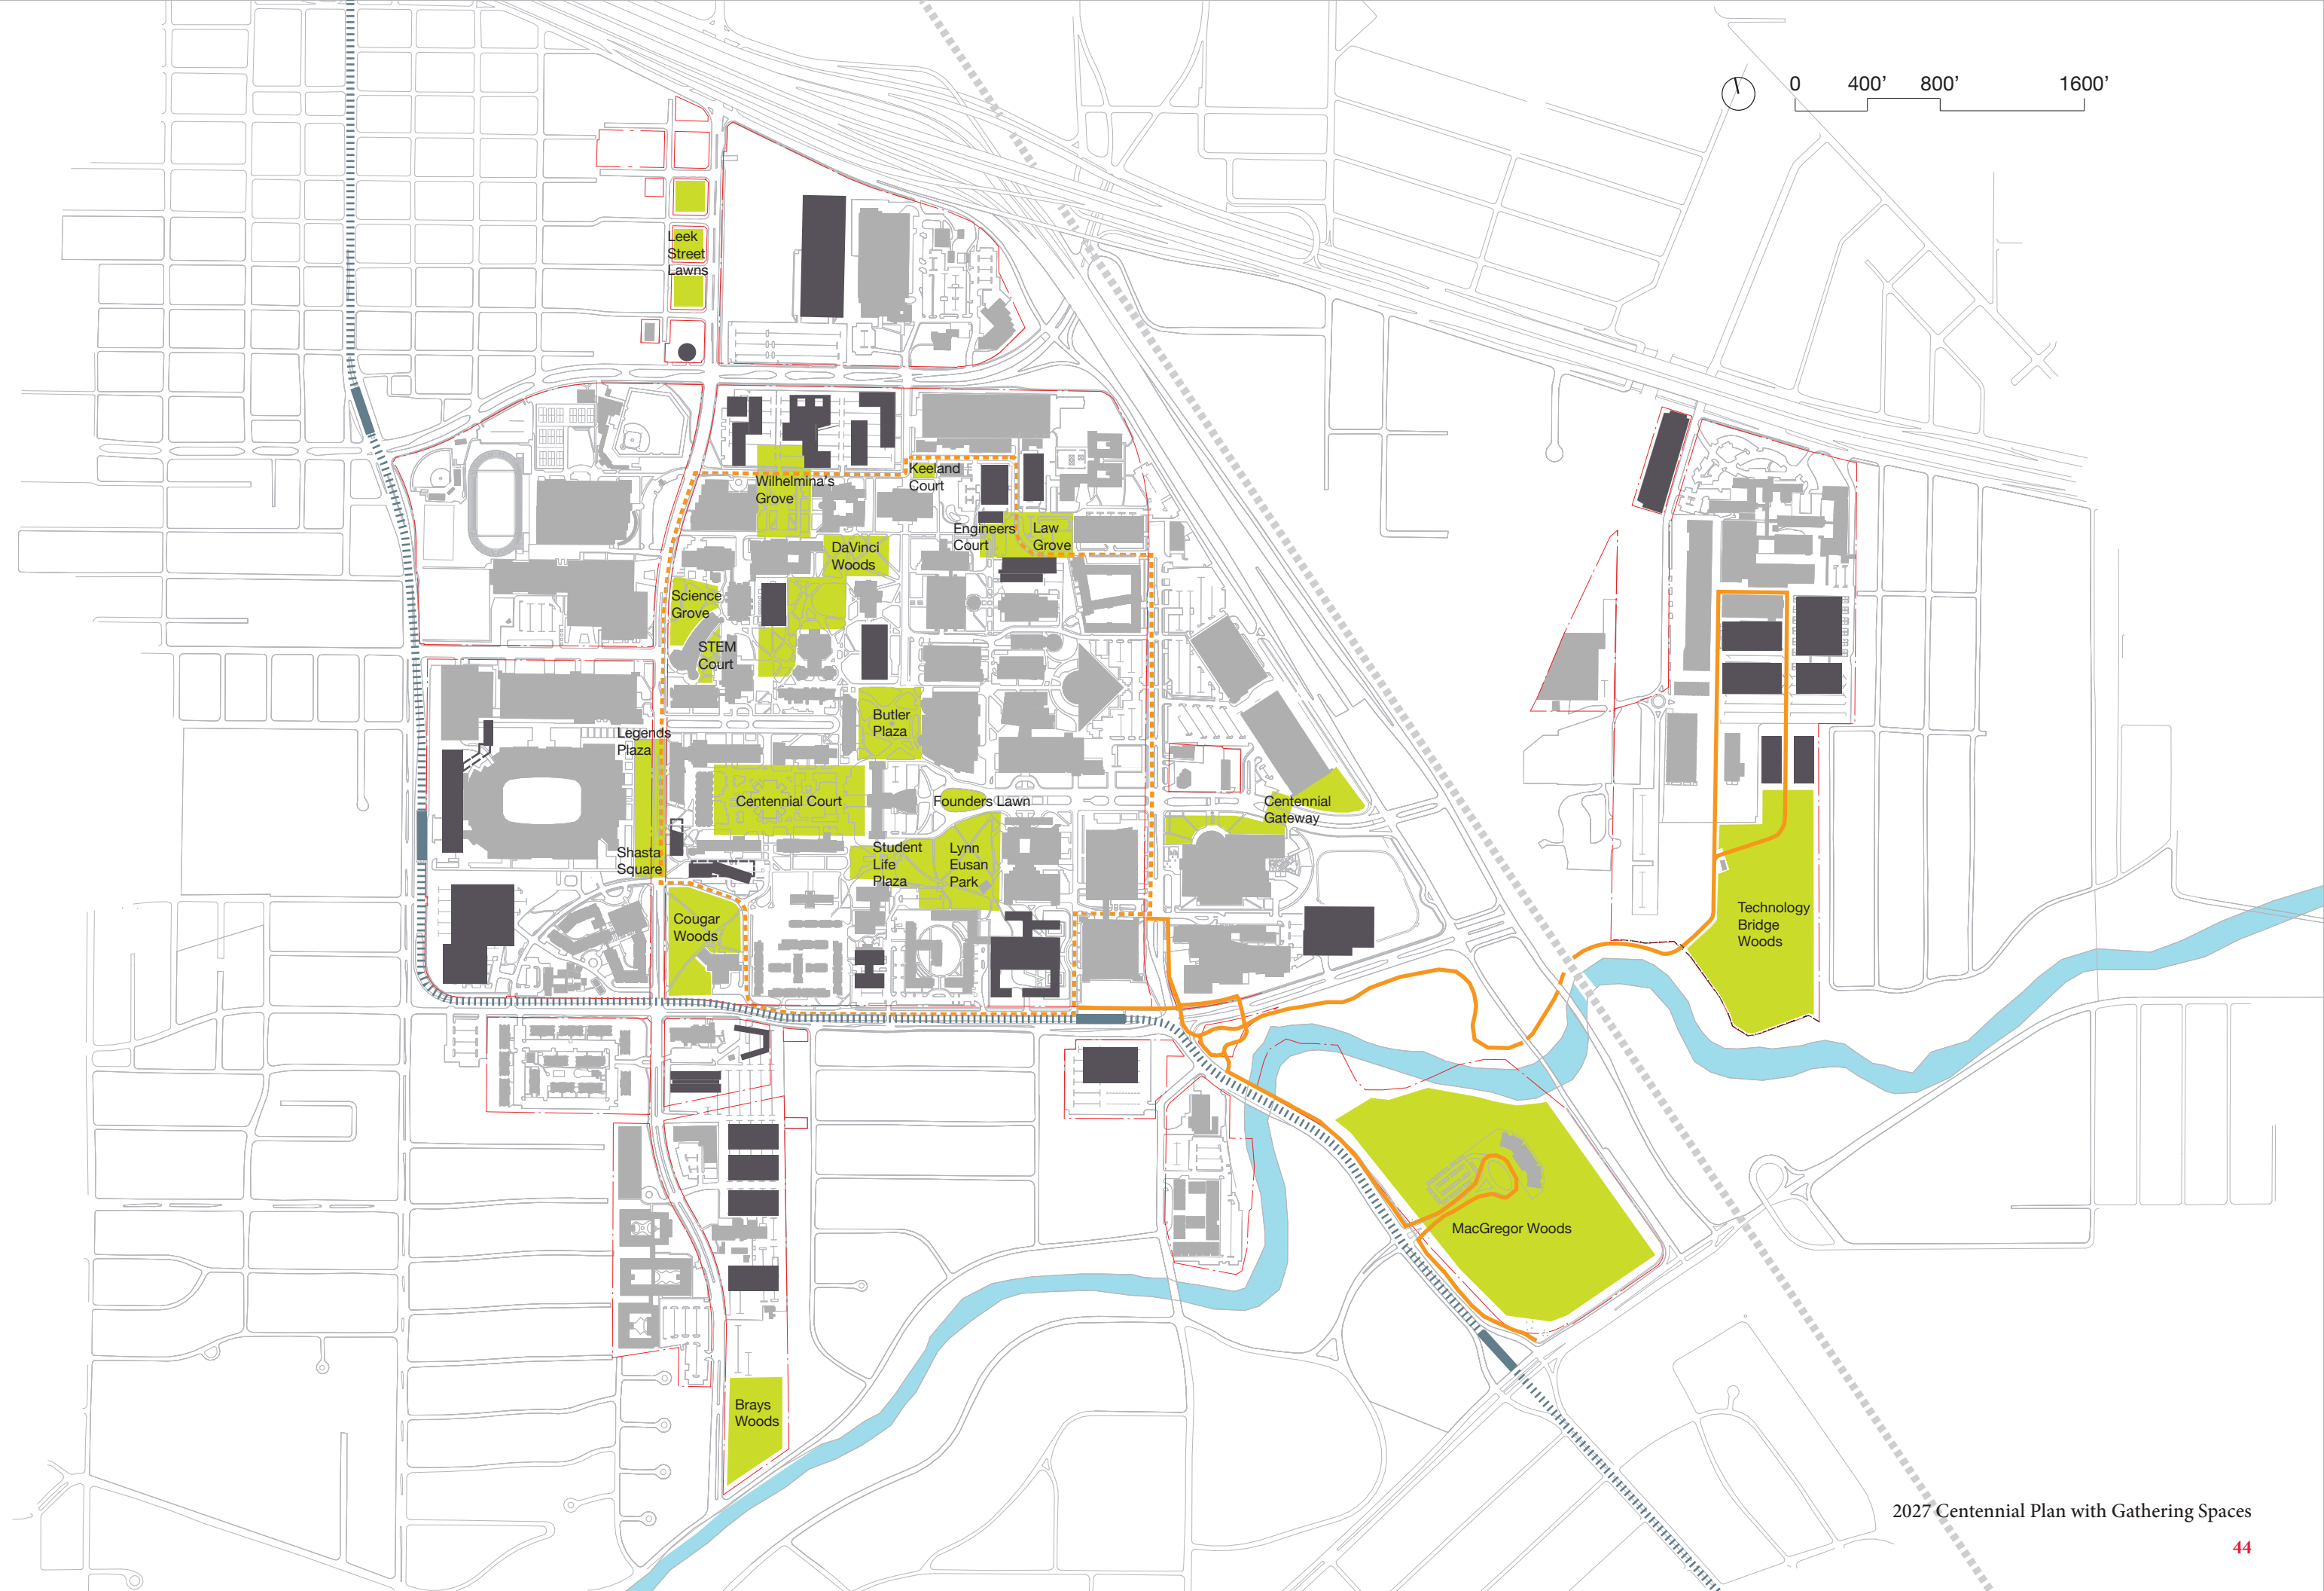 0 400’ 800’ 1600’
Leek
Street
Lawns
Wilhelmina’s
Grove
Keeland
Court
Engineers
Court
Law
Grove
DaVinci
Woods
Science
Grove
STEM
Court
Butler
Plaza
Legends
Plaza
Centennial Court
Founders Lawn
Centennial
Gateway
Shasta
Square
Student
Life
Plaza
Lynn
Eusan
Park
Cougar
Woods
Technology
Bridge
Woods
MacGregor Woods
Brays
Woods
2027 Centennial Plan with Gathering Spaces
44